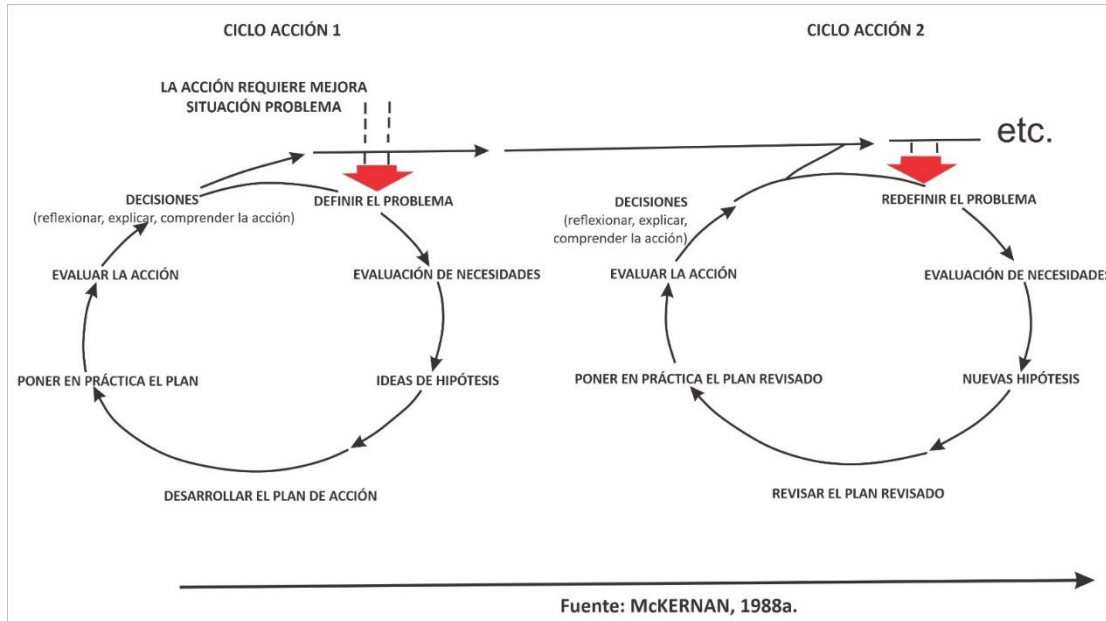 CICLO ACCIÓN 1
LA ACCIÓN REQUIERE MEJORA
SITUACIÓN PROBLEMA
DECISIONES
(reflexionar, explicar, comprender la acción)
DEFINIR EL PROBLEMA
EVALUAR LA ACCIÓN
EVALUACIÓN DE NECESIDADES
PONER EN PRÁCTICA EL PLAN
IDEAS DE HIPÓTESIS
DESARROLLAR EL PLAN DE ACCIÓN
CICLO ACCIÓN 2
etc.
DECISIONES
(reflexionar, explicar,
comprender la acción)
REDEFINIR EL PROBLEMA
EVALUAR LA ACCIÓN
EVALUACIÓN DE NECESIDADES
PONER EN PRÁCTICA EL PLAN REVISADO
NUEVAS HIPÓTESIS
REVISAR EL PLAN REVISADO
Fuente: McKERNAN, 1988a.